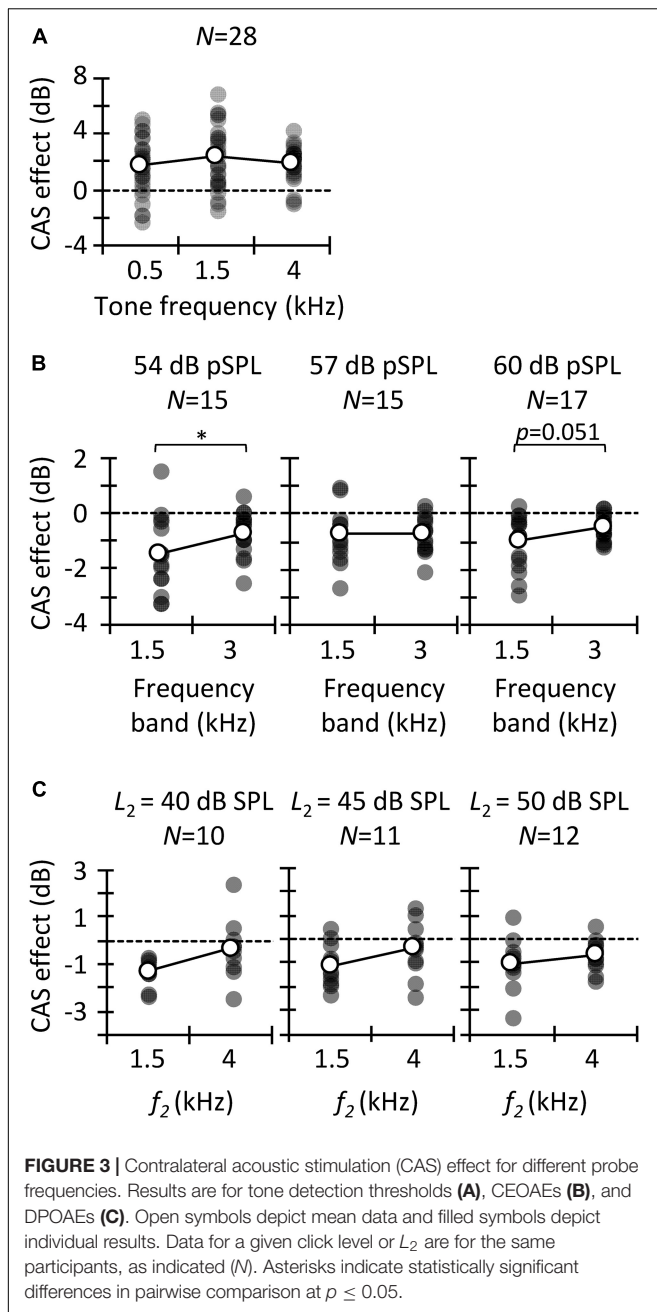 A
N=28
CAS effect (dB)
8
4
0
-4
0.5 1.5 4
Tone frequency (kHz)
B
54 dB pSPL 57 dB pSPL 60 dB pSPL
N=15 N=15 N=17
* p=0.051
CAS effect (dB)
2
0
-2
-4
1.5 3 1.5 3 1.5 3
Frequency Frequency Frequency
band (kHz) band (kHz) band (kHz)
C
L2 = 40 dB SPL L2 = 45 dB SPL L2 = 50 dB SPL
N=10 N=11 N=12
CAS effect (dB)
3
1
-1
-3
1.5 4 1.5 4 1.5 4
f2 (kHz) f2 (kHz) f2 (kHz)
FIGURE 3 | Contralateral acoustic stimulation (CAS) effect for different probe
frequencies. Results are for tone detection thresholds (A), CEOAEs (B), and
DPOAEs (C). Open symbols depict mean data and filled symbols depict
individual results. Data for a given click level or L2 are for the same
participants, as indicated (N). Asterisks indicate statistically significant
differences in pairwise comparison at p ≤ 0.05.